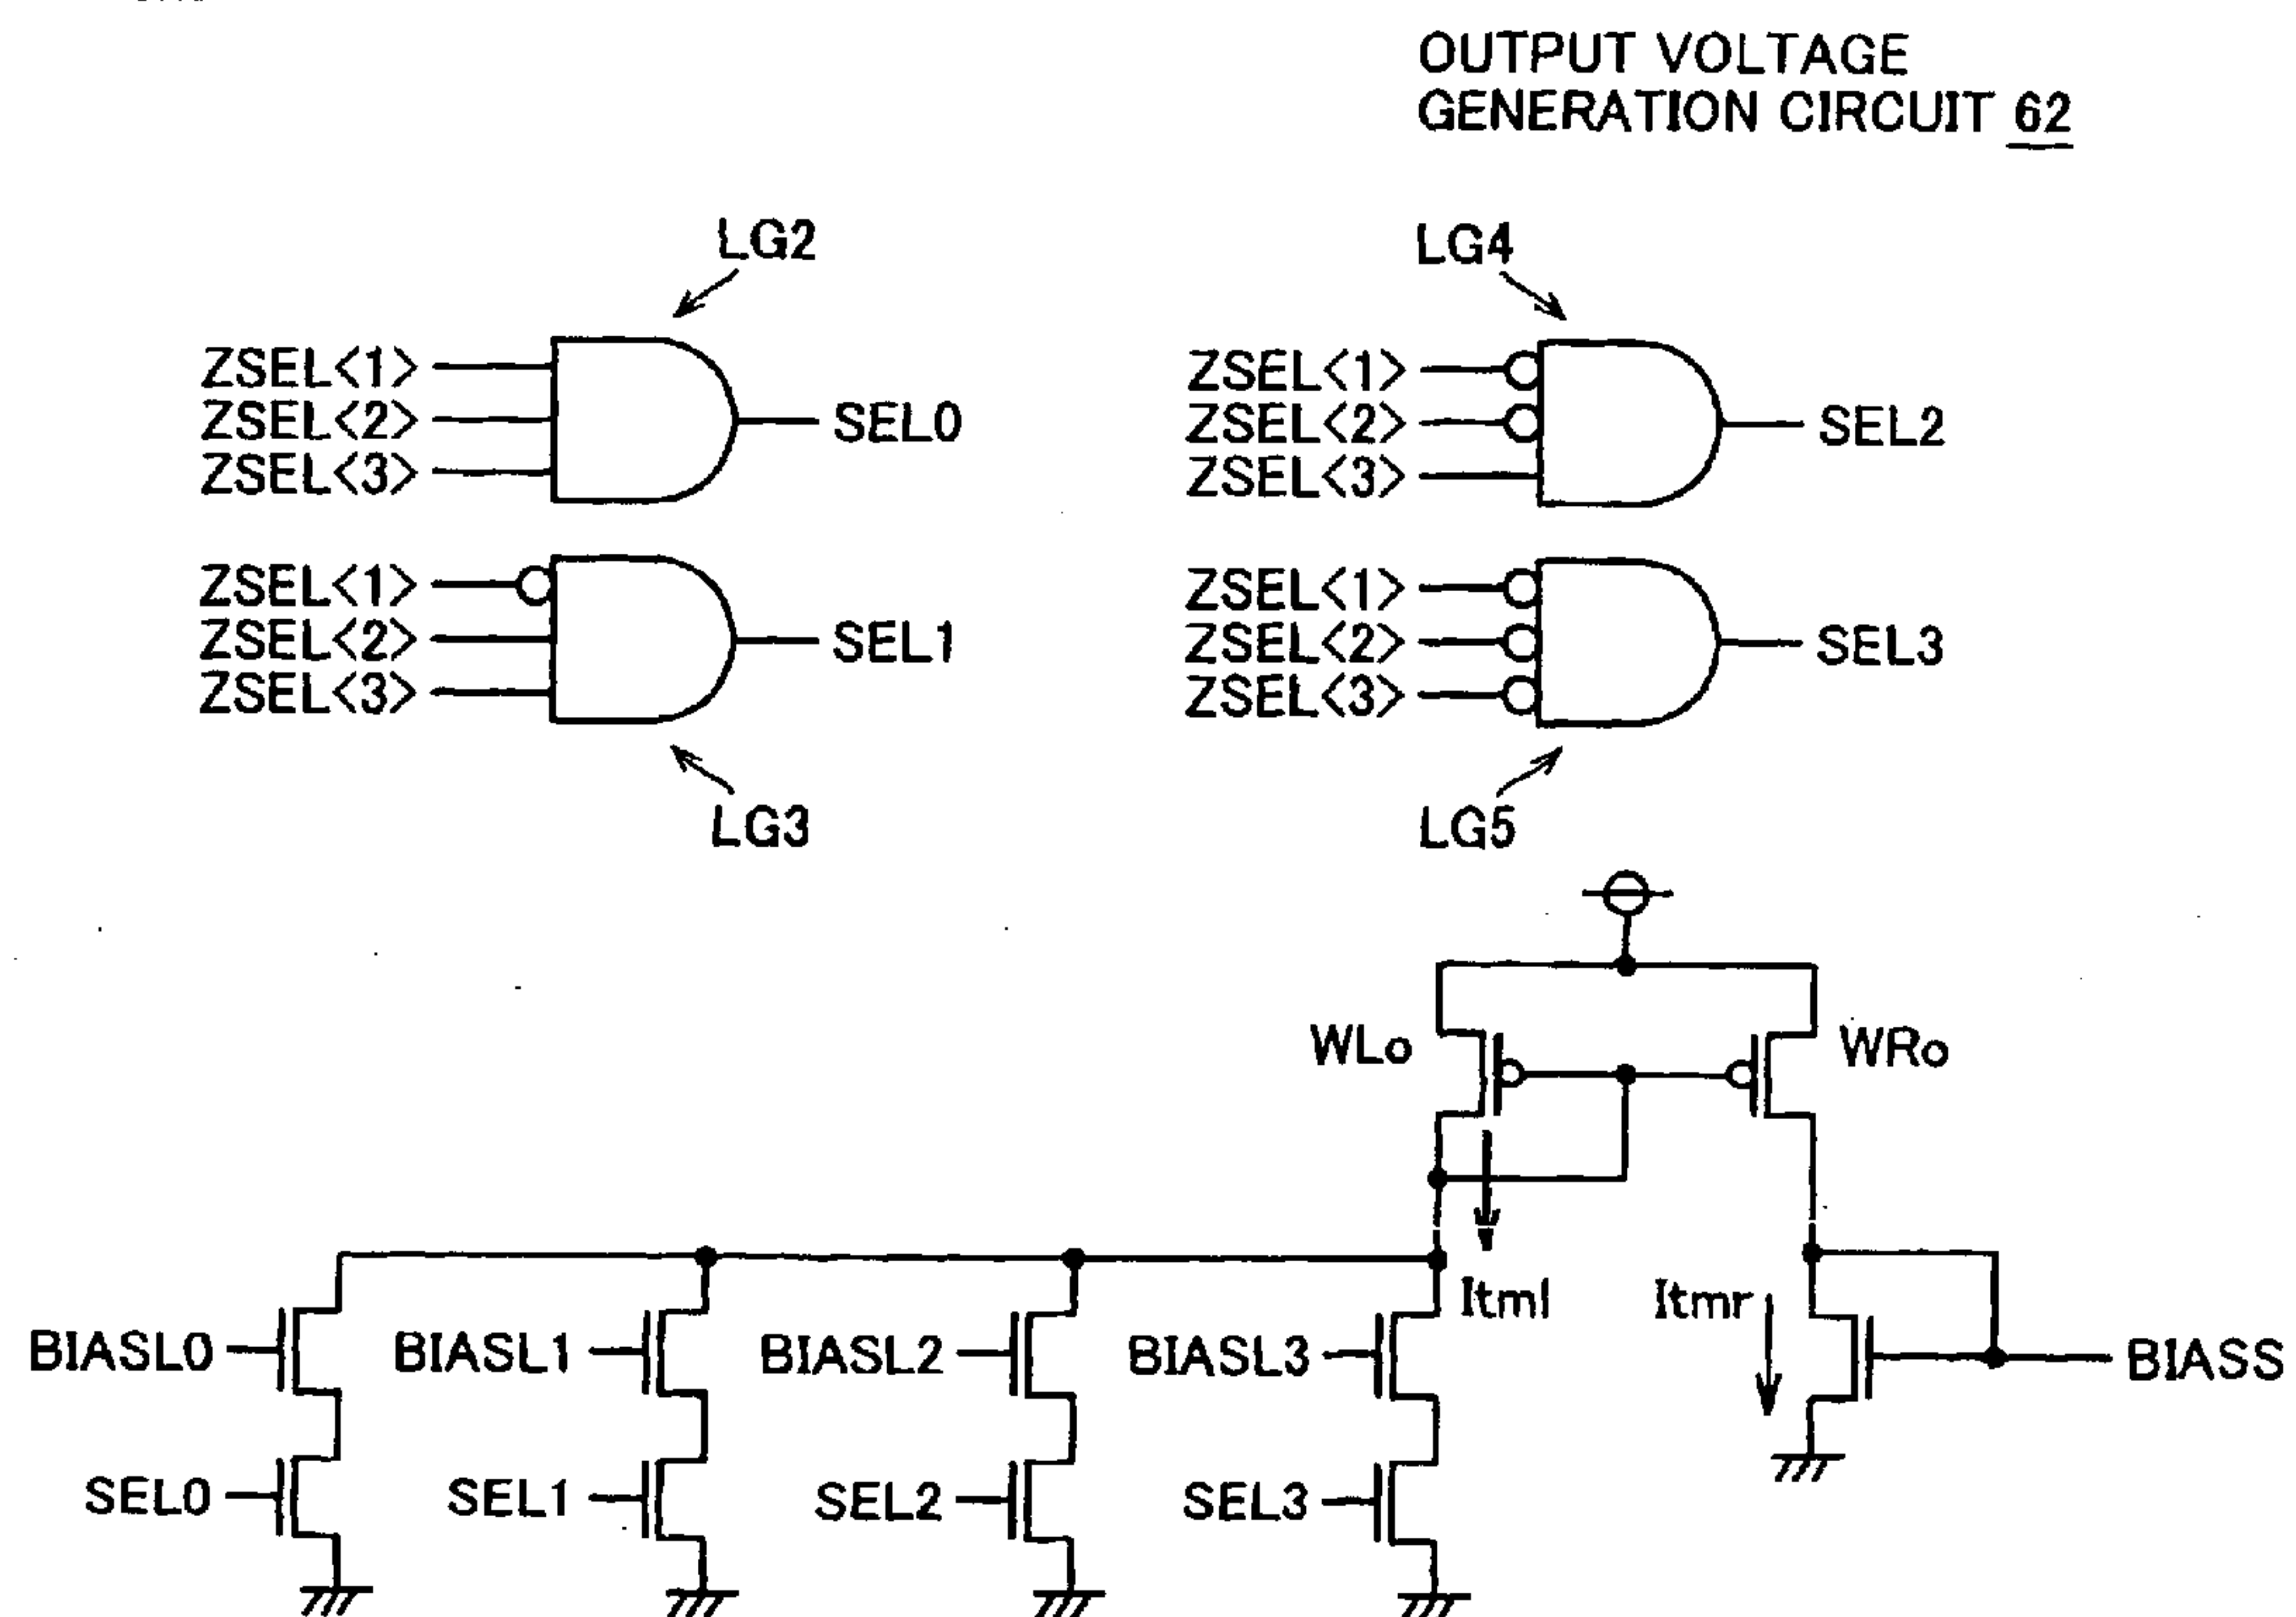 OUTPUT VOLTAGE
GENERATION CIRCUIT 62
LG2
ZSEL<1>
ZSEL<2>
ZSEL<3>
SEL0
LG4
ZSEL<1>
ZSEL<2>
ZSEL<3>
SEL2
ZSEL<1>
ZSEL<2>
ZSEL<3>
SEL1
LG3
ZSEL<1>
ZSEL<2>
ZSEL<3>
SEL3
LG5
WLo
WRo
Itml
Itmr
BIASL0
BIASL1
BIASL2
BIASL3
BIASS
SEL0
SEL1
SEL2
SEL3